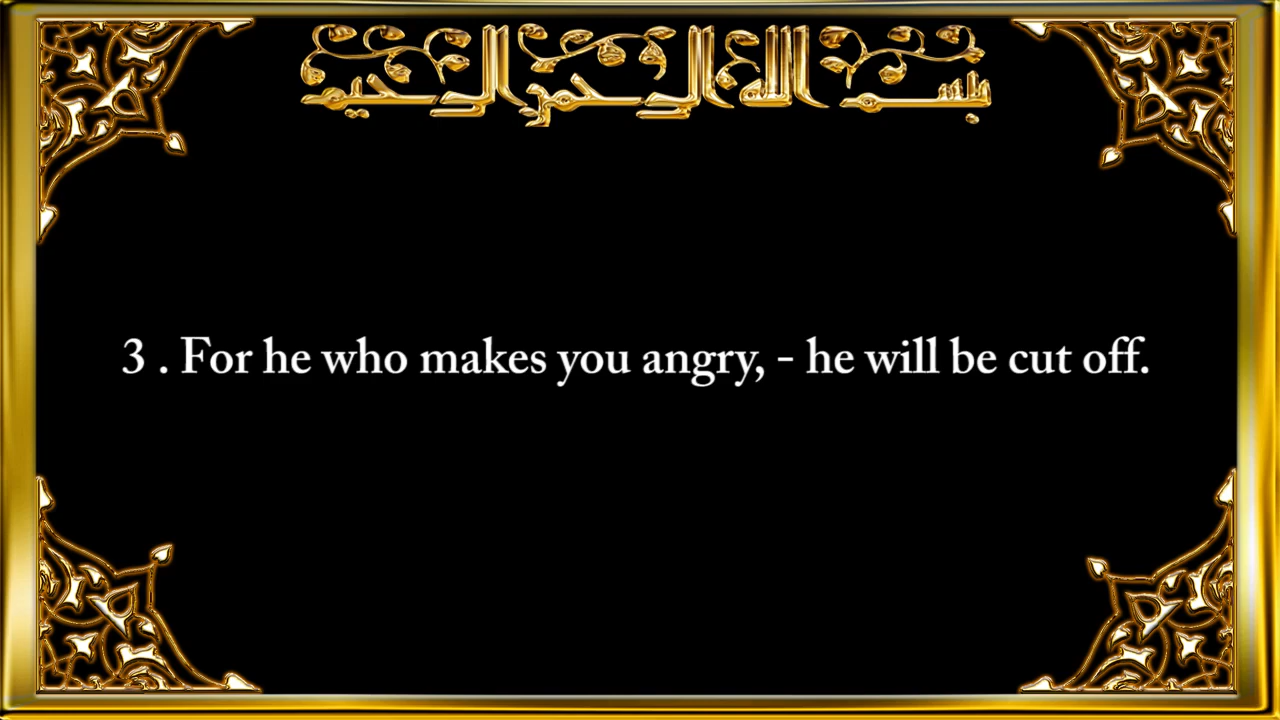 بسم الله الرحمن الرحيم
3 . For he who makes you angry, - he will be cut off.